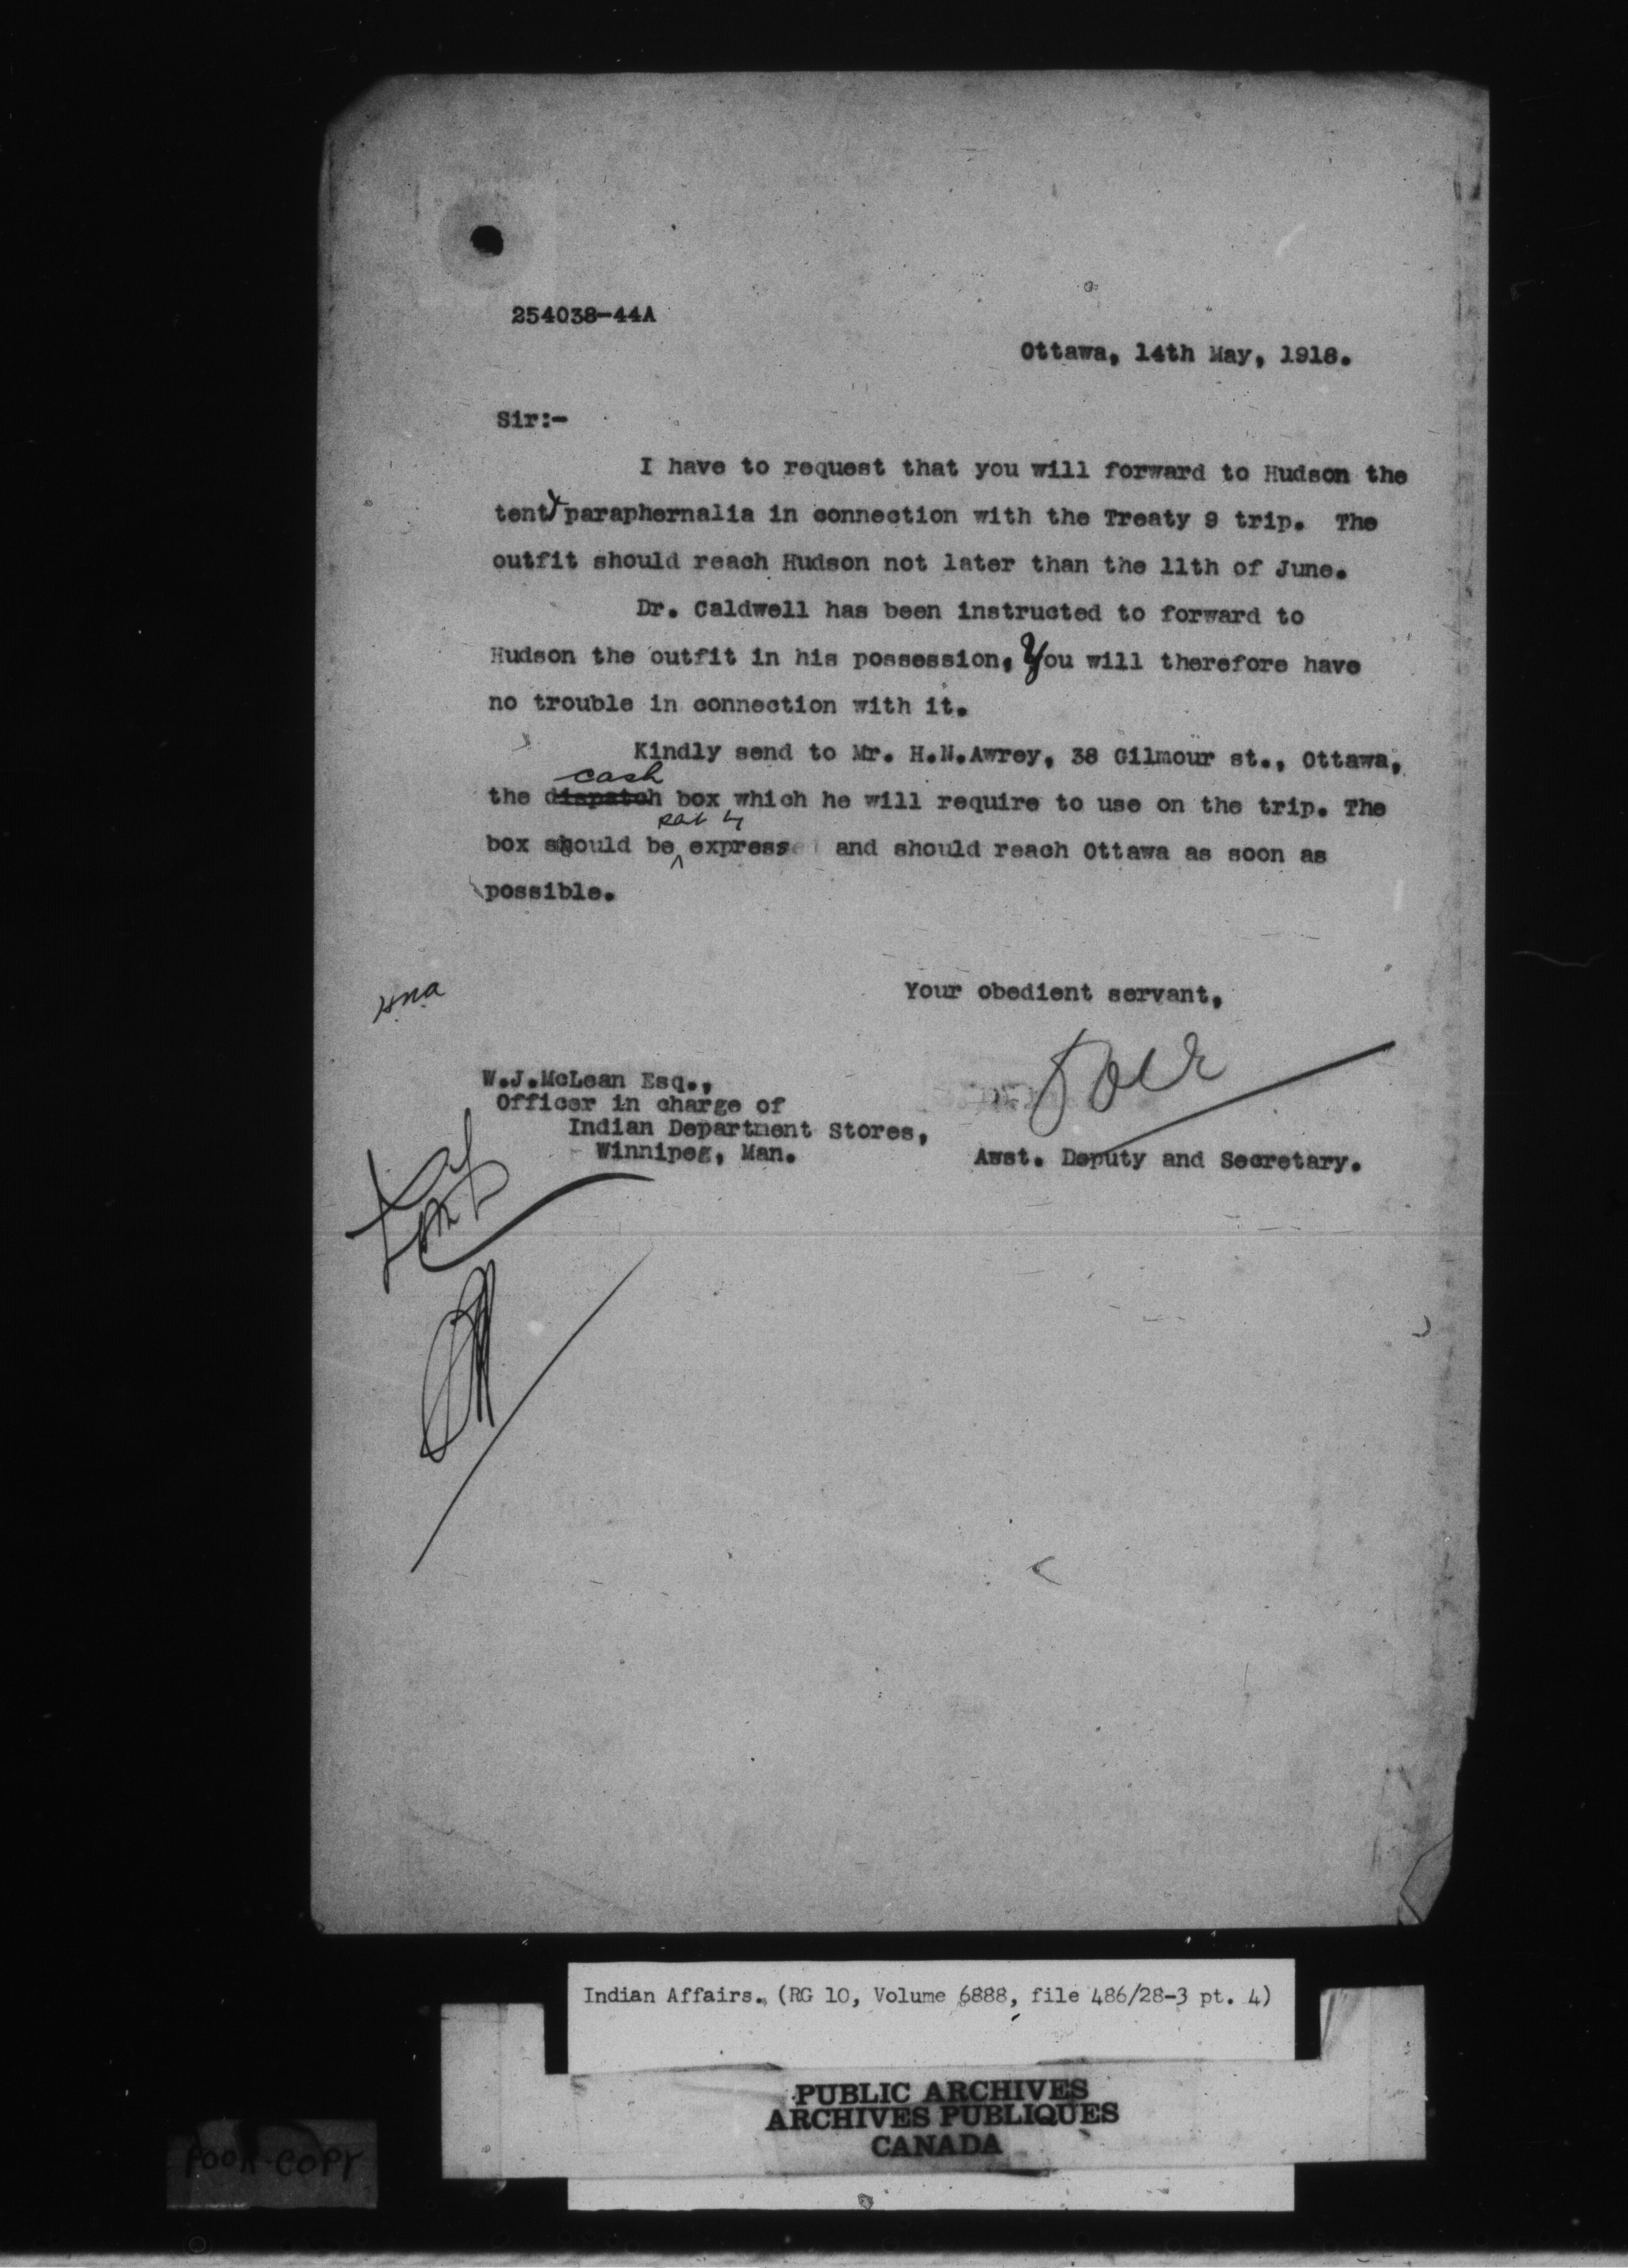 254038-44A
Ottawa, 14th May, 1918.
Sir:-
I have to request that you will forward to Hudson the
tent & paraphernalia in connection with the Treaty 9 trip. The
outfit should reach Hudson not later than the 11th of June.
Dr. Caldwell has been instructed to forward to
Hudson the outfit in his possession, You will therefore have
no trouble in connection with it.
Kindly send to Mr. H.N.Awrey, 38 Gilmour st., Ottawa,
cash
the dispatch box which he will require to use on the trip. The
box should be express and should reach Ottawa as soon as
possible.
Your obedient servant,
HNA
W.J.McLean Esq.,
Officer in charge of
Indian Department Stores,
Winnipeg, Man.
Asst. Deputy and Secretary.
Indian Affairs. (RG 10, Volume 6888, file 486/28-3 pt. 4)
PUBLIC ARCHIVES
ARCHIVES PUBLIQUES
CANADA
POOR COPY